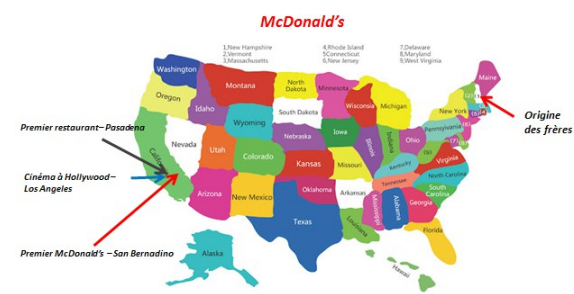 McDonald's
1,New Hampshire
2,Vermont
3,Massachusetts
4,Rhode Island
5Connecticut
6,New Jersey
7,Delaware
8,Maryland
9,West Virginia
Washington
Oregon
Idaho
Montana
North
Dakota
Minnesota
Wisconsin
Michigan
Maine
New York
South Dakota
Wyoming
Nebraska
Iowa
Illinois
Indiana
Ohio
Pennsylvania
Nevada
Utah
Colorado
Kansas
Missouri
Kentucky
Virginia
California
Arizona
New Mexico
Oklahoma
Arkansas
Tennessee
North Carolina
South
Carolina
Texas
Louisiana
Mississippi
Alabama
Georgia
Florida
Alaska
Hawaii
Origine
des frères
Premier restaurant– Pasadena
Cinéma à Hollywood –
Los Angeles
Premier McDonald's – San Bernadino